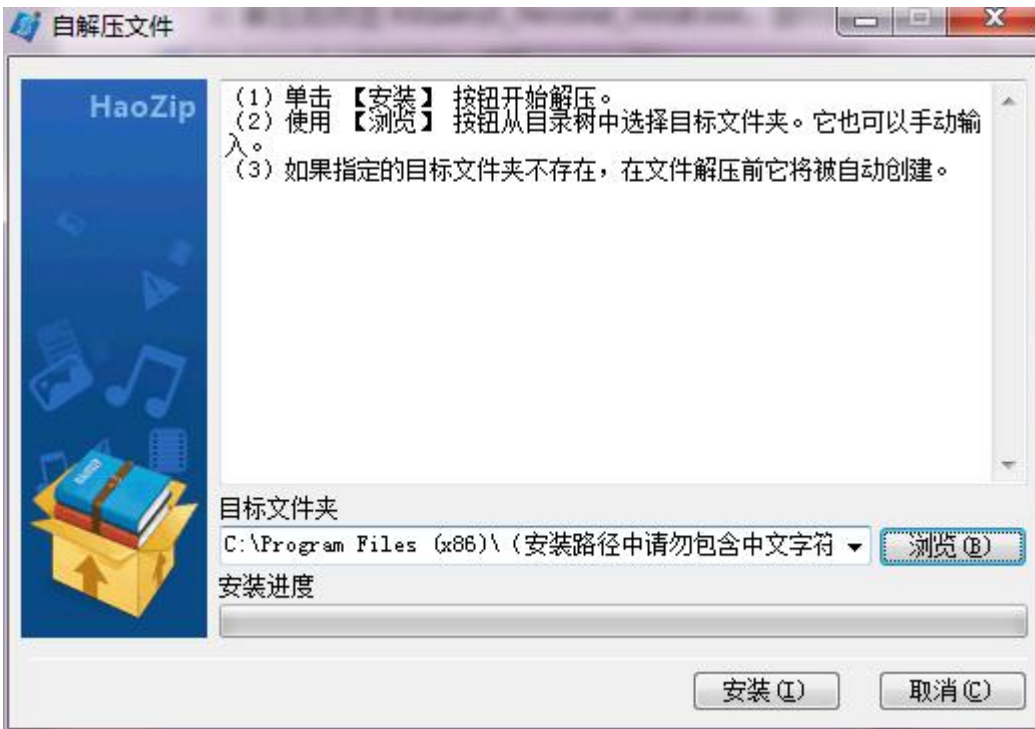 自解压文件
HaoZip
(1) 单击 【安装】 按钮开始解压。
(2) 使用 【浏览】 按钮从目录树中选择目标文件夹。它也可以手动输
入。
(3) 如果指定的目标文件夹不存在，在文件解压前它将被自动创建。
目标文件夹
C:\Program Files (x86)\ (安装路径中请勿包含中文字符
浏览(B)
安装进度
安装(I)
取消(C)